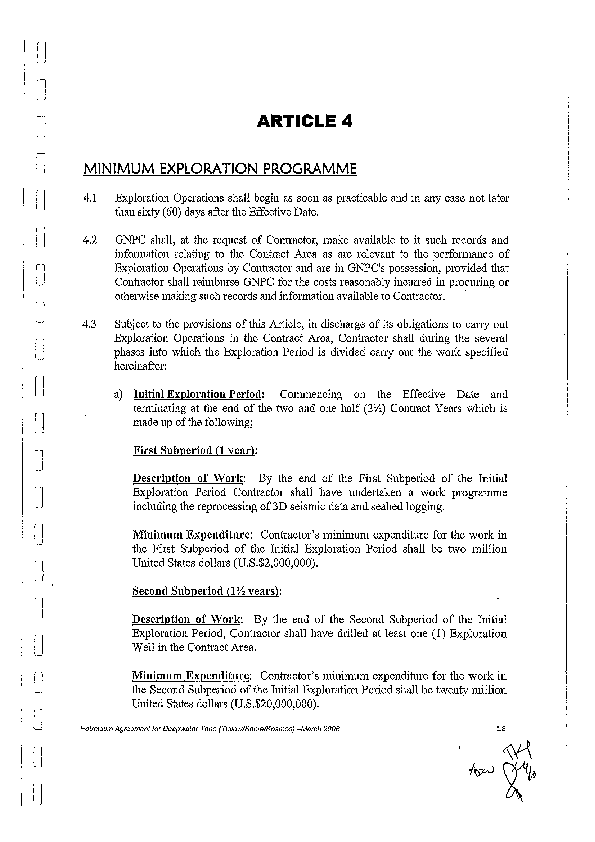 ARTICLE 4
MINIMUM EXPLORATION PROGRAMME
4.1 Exploration Operations shall begin as soon as practicable and in any case not later
than sixty (60) days after the Effective Date.
4.2 GNPC shall, at the request of Contractor, make available to it such records and
information relating to the Contract Area as are relevant to the performance of
Exploration Operations by Contractor and are in GNPC's possession, provided that
Contractor shall reimburse GNPC for the costs reasonably incurred in procuring or
otherwise making such records and information available to Contractor.
4.3 Subject to the provisions of this Article, in discharge of its obligations to carry out
Exploration Operations in the Contract Area, Contractor shall during the several
phases into which the Exploration Period is divided carry out the work specified
hereinafter:
a) Initial Exploration Period: Commencing on the Effective Date and
terminating at the end of the two and one half (2½) Contract Years which is
made up of the following;
First Subperiod (1 year):
Description of Work: By the end of the First Subperiod of the Initial
Exploration Period Contractor shall have undertaken a work programme
including the reprocessing of 3D seismic data and seabed logging.
Minimum Expenditure: Contractor's minimum expenditure for the work in
the First Subperiod of the Initial Exploration Period shall be two million
United States dollars (U.S.$2,000,000).
Second Subperiod (1½ years):
Description of Work: By the end of the Second Subperiod of the Initial
Exploration Period, Contractor shall have drilled at least one (1) Exploration
Well in the Contract Area.
Minimum Expenditure: Contractor's minimum expenditure for the work in
the Second Subperiod of the Initial Exploration Period shall be twenty million
United States dollars (U.S.$20,000,000).
Petroleum Agreement for Deepwater Tano (Tullow/Sabre/Kosmos) –March 2006